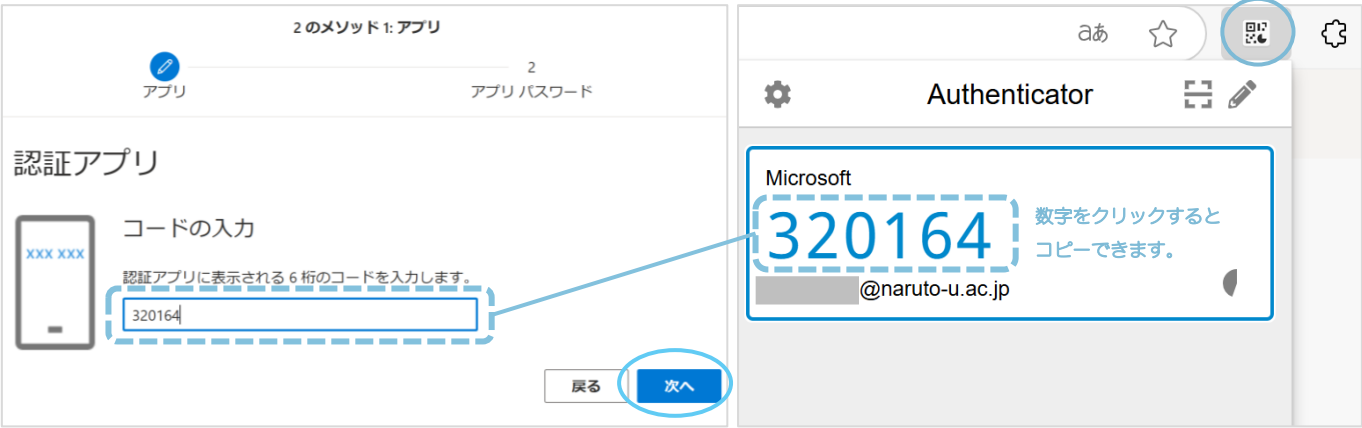 2 のメソッド 1: アプリ
アプリ
2
アプリ パスワード
認証アプリ
XXX XXX
コードの入力
認証アプリに表示される 6 桁のコードを入力します。
320164
戻る
次へ
aあ
Authenticator
Microsoft
320164
数字をクリックすると
コピーできます。
@naruto-u.ac.jp